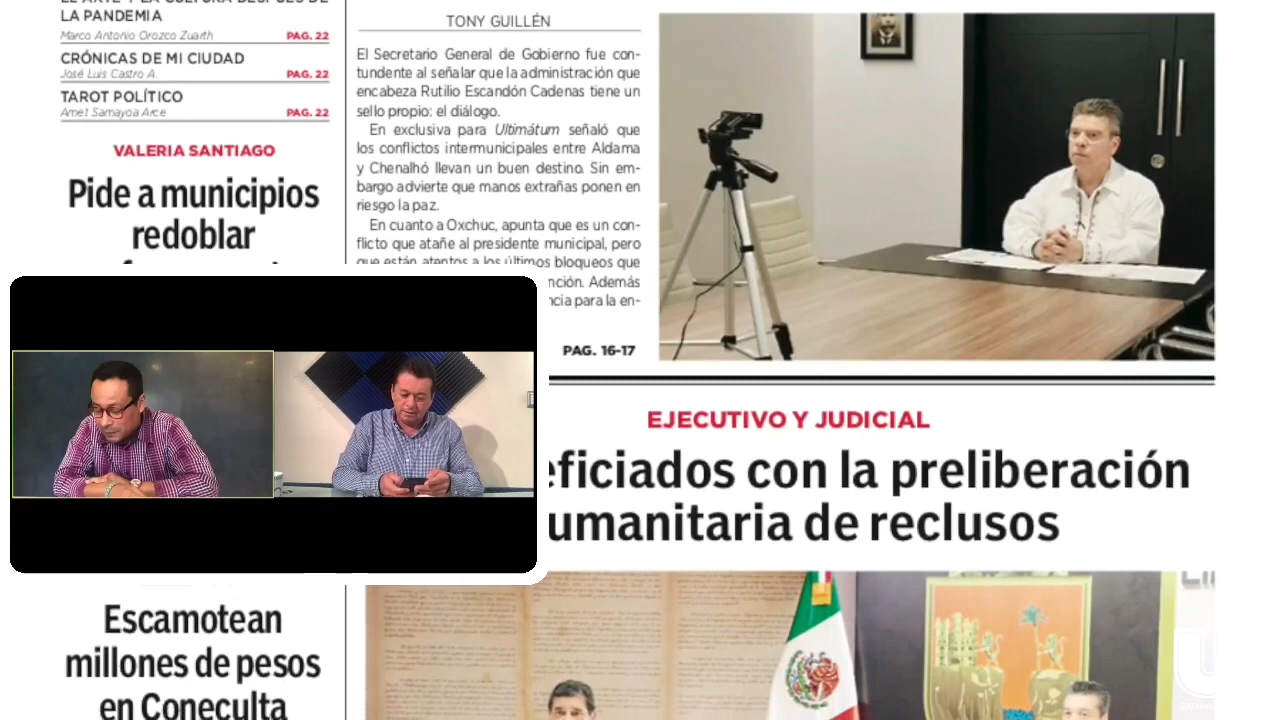 EL ARTE Y LA CULTURA DESPUÉS DE
LA PANDEMIA
Marco Antonio Orozco Zuarth PAG. 22
CRÓNICAS DE MI CIUDAD
José Luis Castro A. PAG. 22
TAROT POLÍTICO
Amet Samayoa Arce PAG. 22
VALERIA SANTIAGO
Pide a municipios
redoblar
Escamotean
millones de pesos
en Coneculta
TONY GUILLÉN
El Secretario General de Gobierno fue con-
tundente al señalar que la administración que
encabeza Rutilio Escandón Cadenas tiene un
sello propio: el diálogo.
En exclusiva para Ultimátum señaló que
los conflictos intermunicipales entre Aldama
y Chenalhó llevan un buen destino. Sin em-
bargo advierte que manos extrañas ponen en
riesgo la paz.
En cuanto a Oxchuc, apunta que es un con-
flicto que atañe al presidente municipal, pero
que están atentos a los últimos bloqueos que
nción. Además
ncia para la en-
PAG. 16-17
EJECUTIVO Y JUDICIAL
eficiados con la preliberación
umanitaria de reclusos